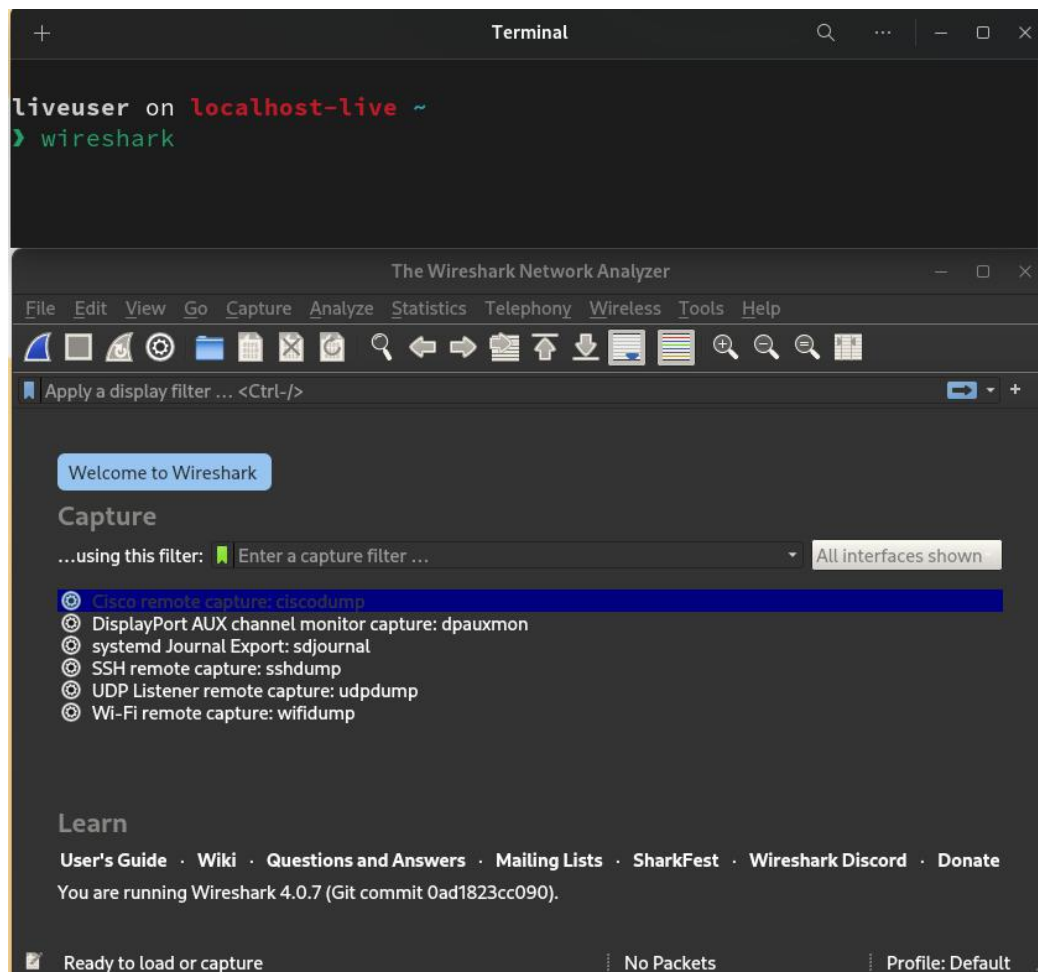 Terminal
liveuser on localhost-live ~
❯ wireshark
The Wireshark Network Analyzer
File Edit View Go Capture Analyze Statistics Telephony Wireless Tools Help
Apply a display filter … <Ctrl-/>
Welcome to Wireshark
Capture
…using this filter: Enter a capture filter … All interfaces shown
Cisco remote capture: ciscodump
DisplayPort AUX channel monitor capture: dpauxmon
systemd Journal Export: sdjournal
SSH remote capture: sshdump
UDP Listener remote capture: udpdump
Wi-Fi remote capture: wifidump
Learn
User's Guide · Wiki · Questions and Answers · Mailing Lists · SharkFest · Wireshark Discord · Donate
You are running Wireshark 4.0.7 (Git commit 0ad1823cc090).
Ready to load or capture No Packets Profile: Default